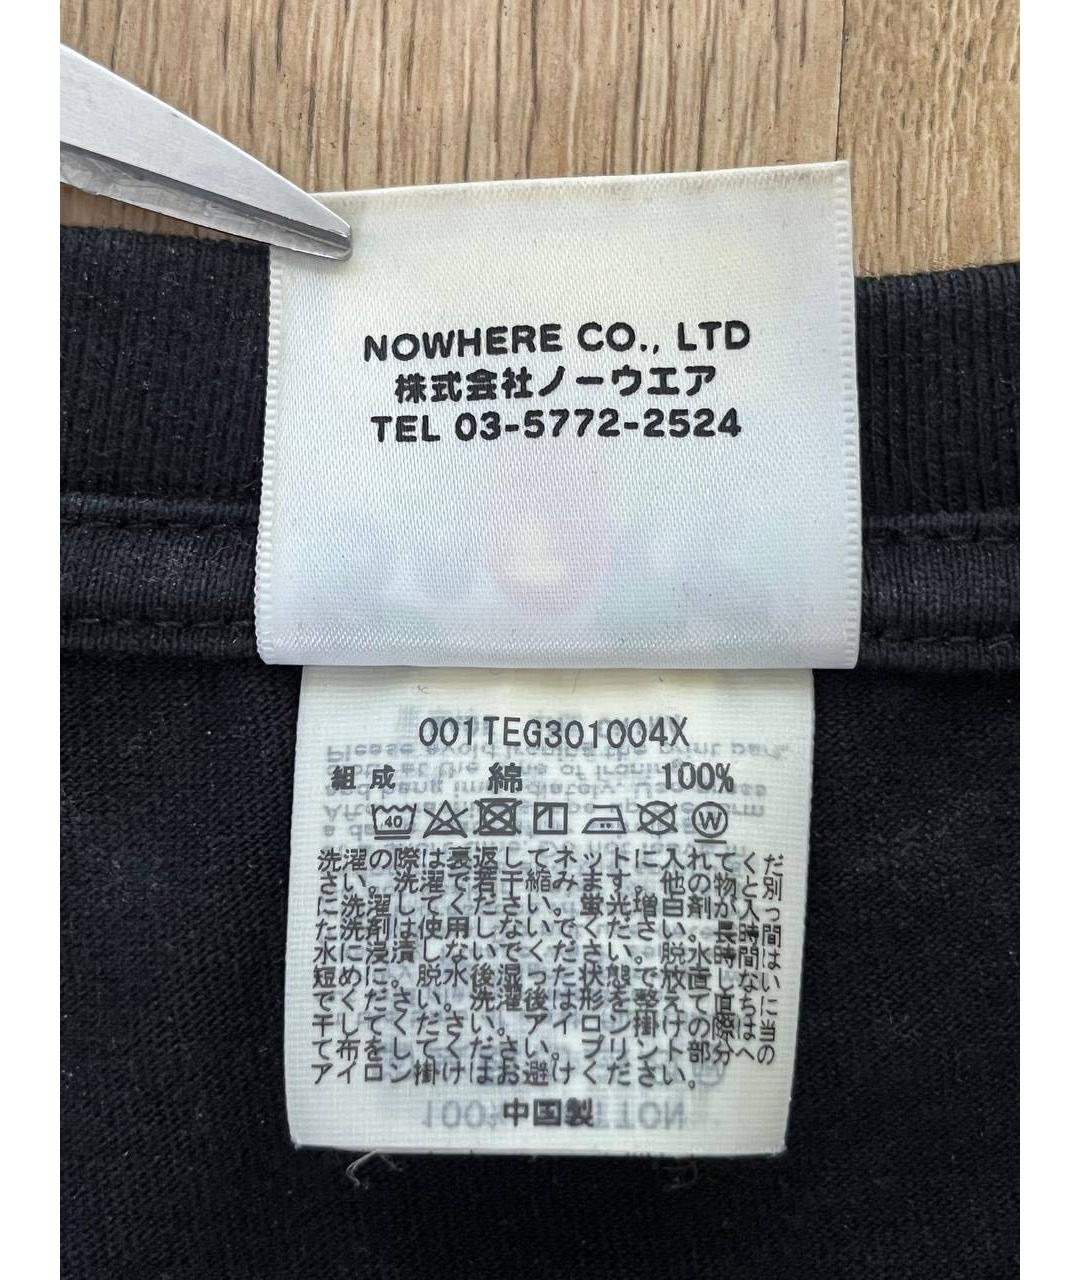 NOWHERE CO., LTD
株式会社ノーウエア
TEL 03-5772-2524
001TEG301004X
組成 綿 100%
40 W
洗濯の際は裏返してネットに入れてくだ
さい。洗濯で若干縮みます。他の物と別
に洗濯してください。蛍光増白剤が入っ
た洗剤は使用しないでください。長時間
水に浸漬しないでください。脱水時間は
短めに。脱水後湿った状態で放置しない
でください。洗濯後は形を整えて直ちに
干してください。アイロン掛けの際は当
て布をしてください。プリント部分への
アイロン掛けはお避けください。
中国製